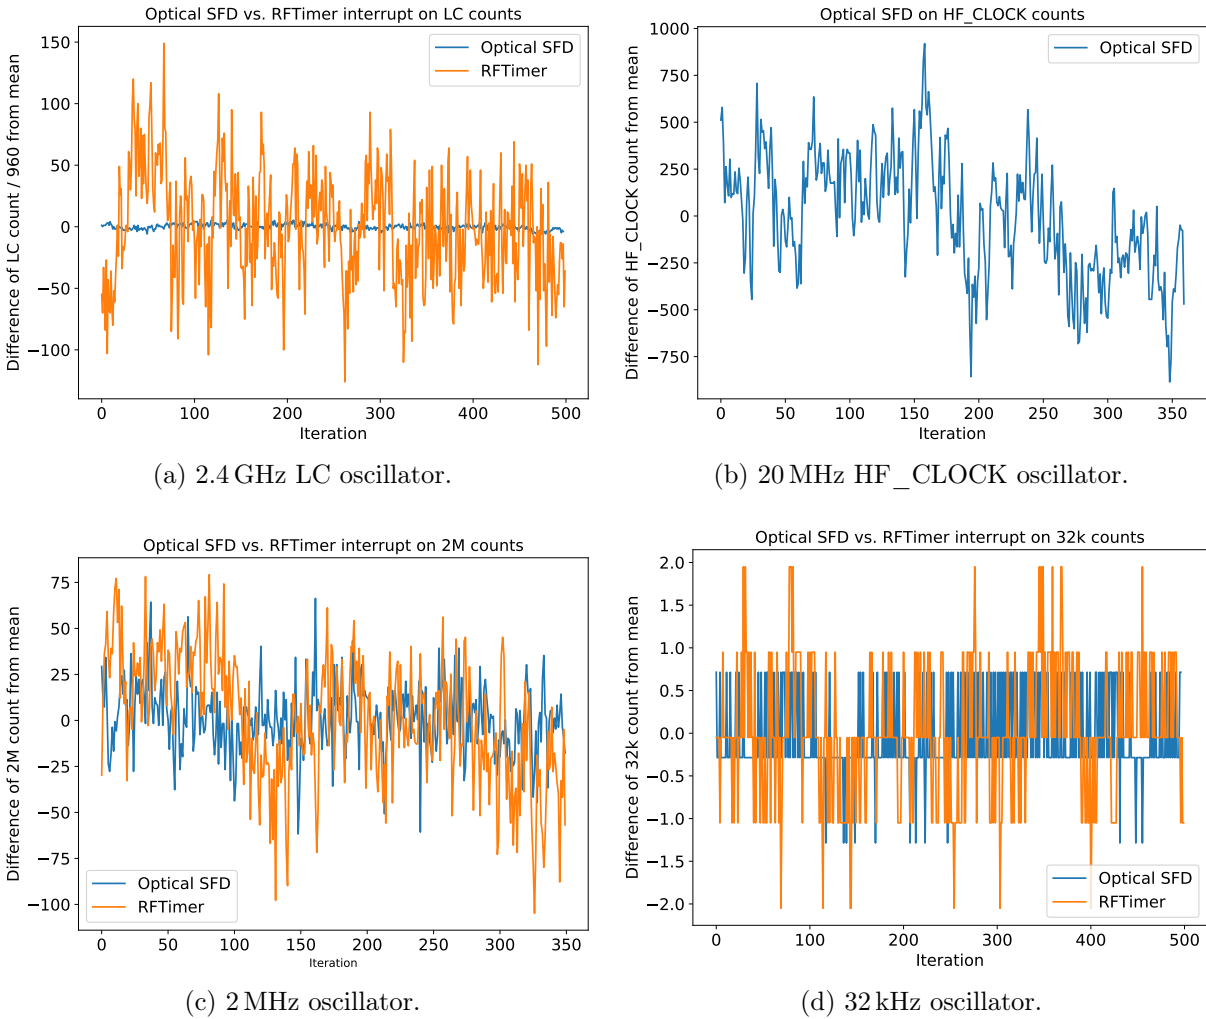 Optical SFD vs. RFTimer interrupt on LC counts
Difference of LC count / 960 from mean
150
100
50
0
−50
−100
Optical SFD
RFTimer
0 100 200 300 400 500
Iteration
(a) 2.4 GHz LC oscillator.
Optical SFD on HF_CLOCK counts
Difference of HF_CLOCK count from mean
1000
750
500
250
0
−250
−500
−750
Optical SFD
0 50 100 150 200 250 300 350
Iteration
(b) 20 MHz HF_CLOCK oscillator.
Optical SFD vs. RFTimer interrupt on 2M counts
Difference of 2M count from mean
75
50
25
0
−25
−50
−75
−100
Optical SFD
RFTimer
0 50 100 150 200 250 300 350
Iteration
(c) 2 MHz oscillator.
Optical SFD vs. RFTimer interrupt on 32k counts
Difference of 32k count from mean
2.0
1.5
1.0
0.5
0.0
−0.5
−1.0
−1.5
−2.0
Optical SFD
RFTimer
0 100 200 300 400 500
Iteration
(d) 32 kHz oscillator.